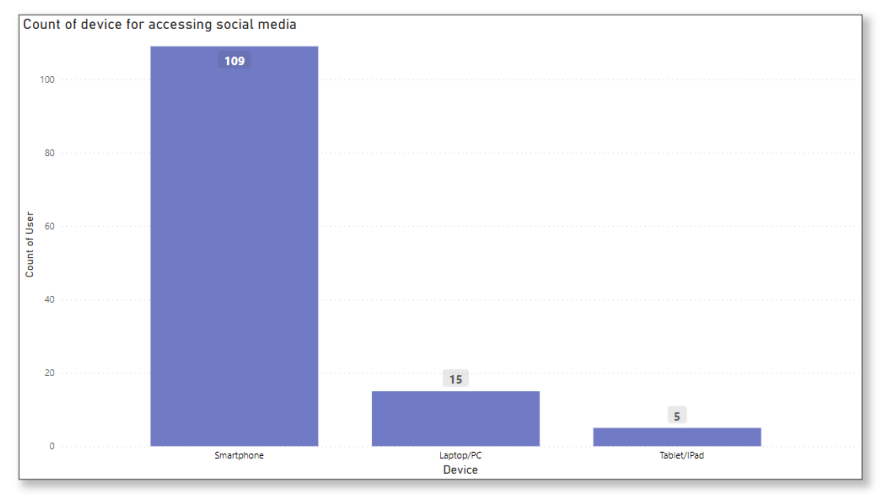 Count of device for accessing social media
109
100
80
60
40
20
0
Count of User
15
5
Smartphone
Laptop/PC
Tablet/IPad
Device